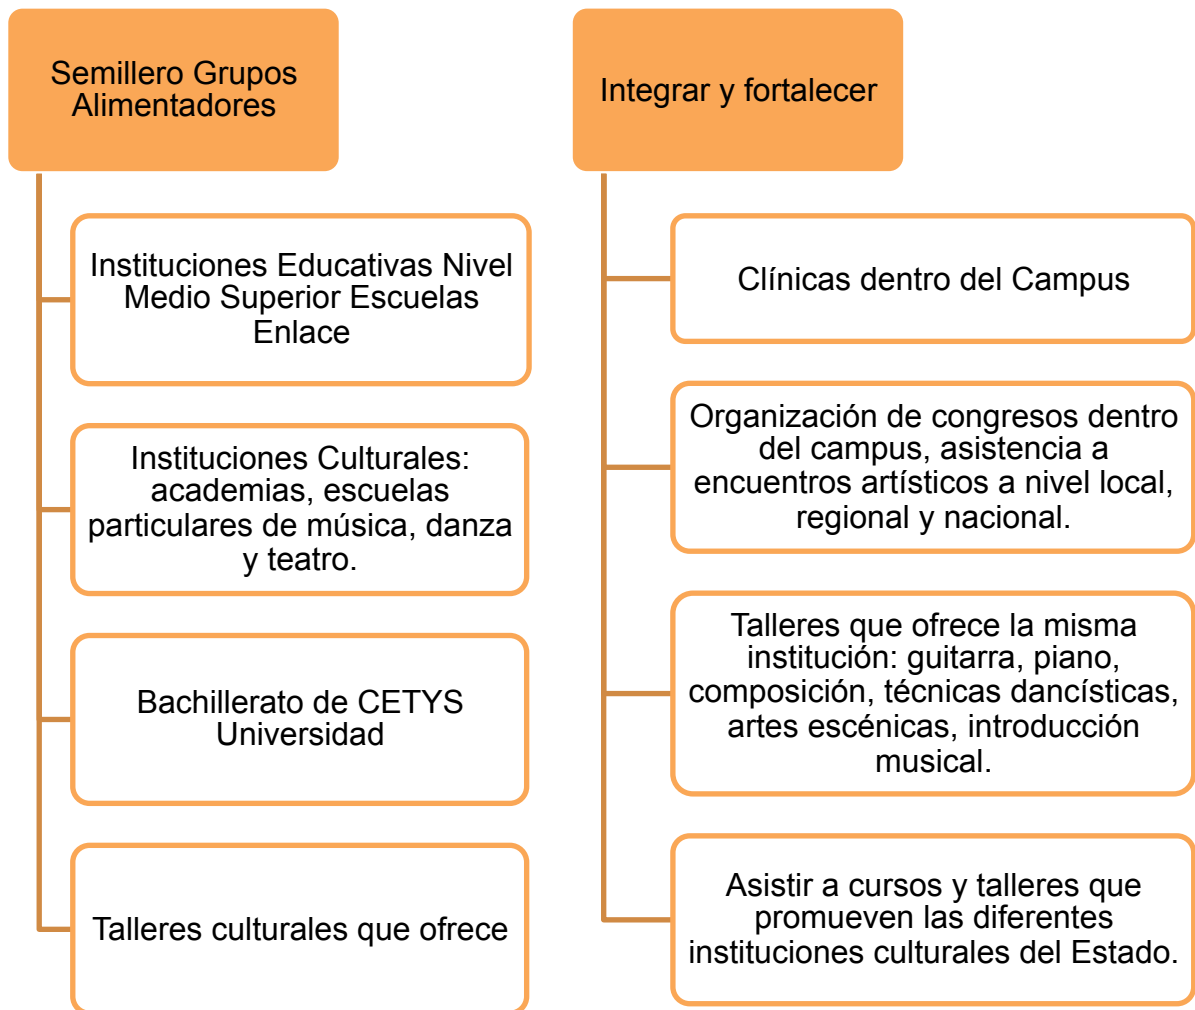 Semillero Grupos
Alimentadores
Instituciones Educativas Nivel
Medio Superior Escuelas
Enlace
Instituciones Culturales:
academias, escuelas
particulares de música, danza
y teatro.
Bachillerato de CETYS
Universidad
Talleres culturales que ofrece
Integrar y fortalecer
Clínicas dentro del Campus
Organización de congresos dentro
del campus, asistencia a
encuentros artísticos a nivel local,
regional y nacional.
Talleres que ofrece la misma
institución: guitarra, piano,
composición, técnicas dancísticas,
artes escénicas, introducción
musical.
Asistir a cursos y talleres que
promueven las diferentes
instituciones culturales del Estado.